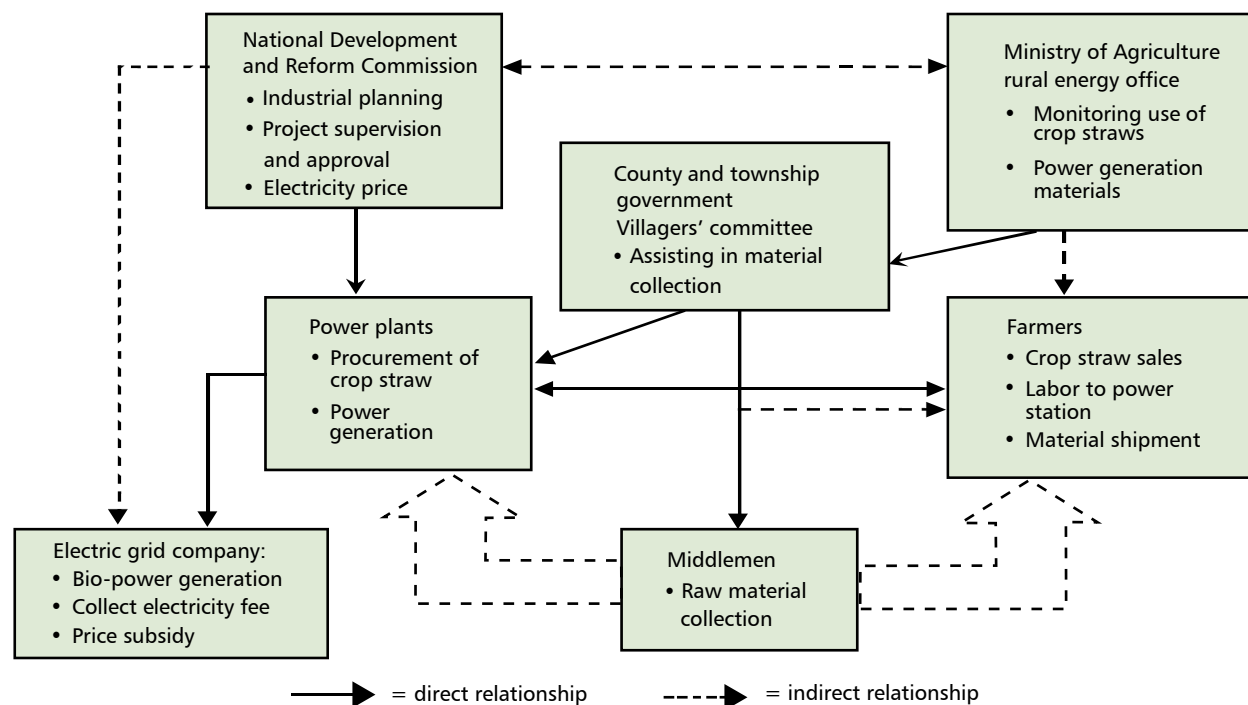 National Development
and Reform Commission
• Industrial planning
• Project supervision
and approval
• Electricity price
Ministry of Agriculture
rural energy office
• Monitoring use of
crop straws
• Power generation
materials
County and township
government
Villagers’ committee
• Assisting in material
collection
Power plants
• Procurement of
crop straw
• Power
generation
Farmers
• Crop straw sales
• Labor to power
station
• Material shipment
Electric grid company:
• Bio-power generation
• Collect electricity fee
• Price subsidy
Middlemen
• Raw material
collection
= direct relationship
= indirect relationship